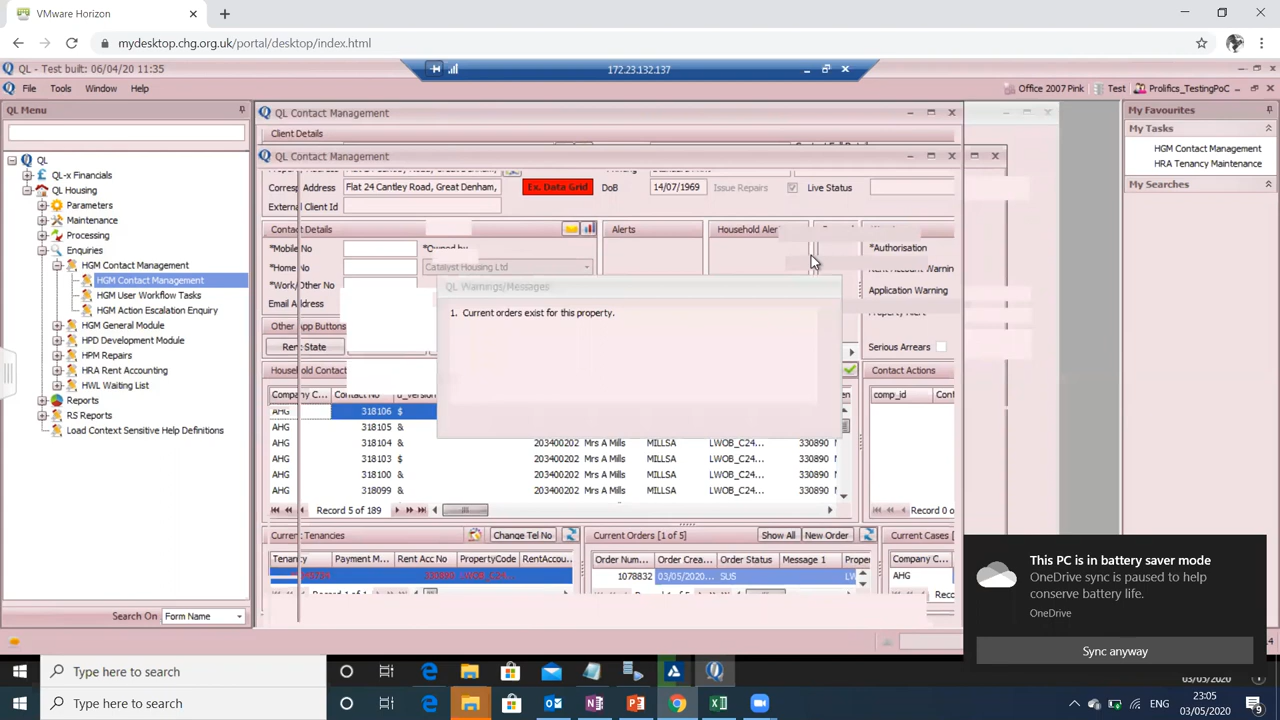 VMware Horizon
mydesktop.chg.org.uk/portal/desktop/index.html
QL - Test built: 06/04/20 11:35
172.23.132.137
File Tools Window Help
Office 2007 Pink Test Prolifics_TestingPoC
QL Menu
QL
QL-x Financials
QL Housing
Parameters
Maintenance
Processing
Enquiries
HGM Contact Management
HGM Contact Management
HGM User Workflow Tasks
HGM Action Escalation Enquiry
HGM General Module
HPD Development Module
HPM Repairs
HRA Rent Accounting
HWL Waiting List
Reports
RS Reports
Load Context Sensitive Help Definitions
Search On Form Name
QL Contact Management
Client Details
QL Contact Management
Address Flat 24 Cantley Road, Great Denham, Ex. Data Grid DoB 14/07/1969 Issue Repairs Live Status
External Client Id
Contact Details Alerts Household Aler
*Mobile No *Owned by *Authorisation
*Home No Catalyst Housing Ltd
*Work/Other No Application Warning
Email Address
QL Warnings/Messages
1. Current orders exist for this property.
Other App Buttons
Serious Arrears
Household Contac Contact Actions
Company C... Contact No comp_id Cont
AHG 318106 $
AHG 318105 &
AHG 318104 & 203400202 Mrs A Mills MILLSA LWOB_C24... 330890
AHG 318103 & 203400202 Mrs A Mills MILLSA LWOB_C24... 330890
AHG 318100 & 203400202 Mrs A Mills MILLSA LWOB_C24... 330890
AHG 318099 & 203400202 Mrs A Mills MILLSA LWOB_C24... 330890
Record 5 of 189 Record 0 o
Current Tenancies Change Tel No Current Orders [1 of 5] Show All New Order Current Cases [
Payment M... Rent Acc No PropertyCode RentAccou... Order Num... Order Crea... Order Status Message 1 Proper Company C
1078832 03/05/2020... SUS AHG
My Favourites
My Tasks
HGM Contact Management
HRA Tenancy Maintenance
My Searches
This PC is in battery saver mode
OneDrive sync is paused to help
conserve battery life.
OneDrive
Sync anyway
Type here to search
03/05/2020
Type here to search
ENG
23:05
03/05/2020